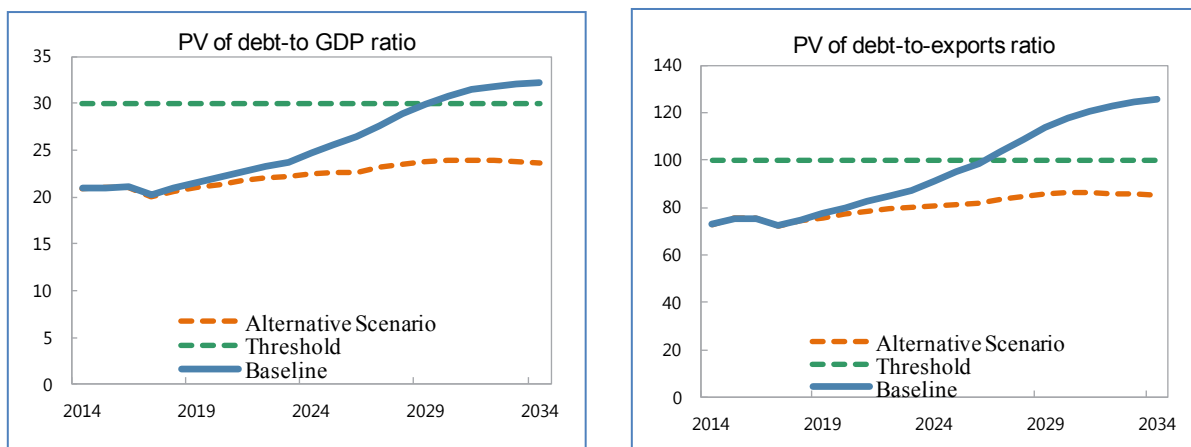 PV of debt-to GDP ratio
35
30
25
20
15
10
5
0
Alternative Scenario
Threshold
Baseline
2014 2019 2024 2029 2034
PV of debt-to-exports ratio
140
120
100
80
60
40
20
0
Alternative Scenario
Threshold
Baseline
2014 2019 2024 2029 2034